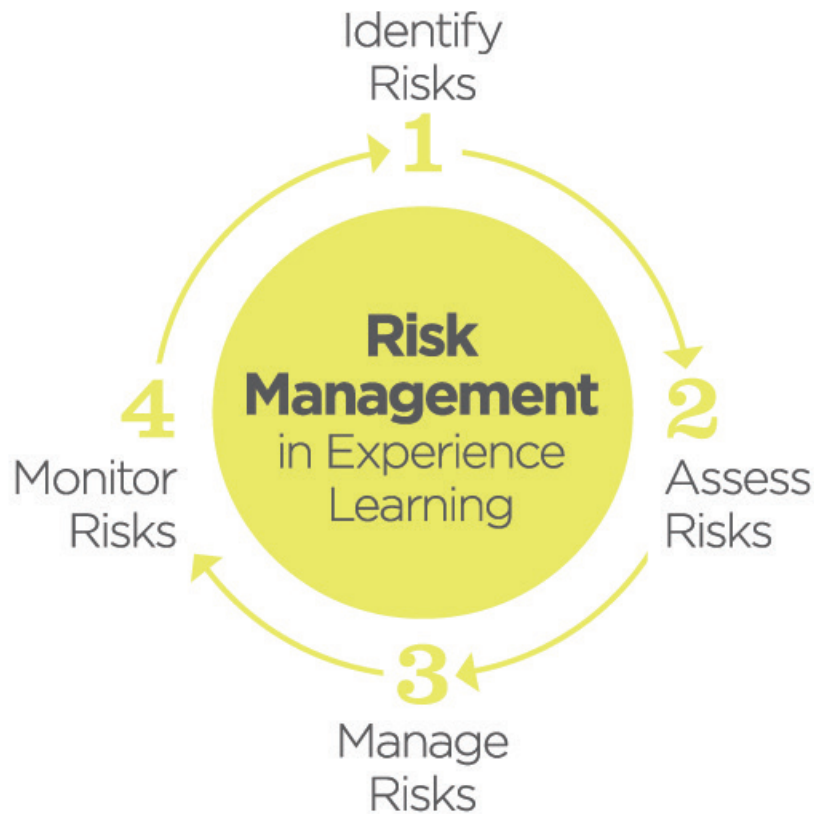 Identify
Risks
1
Risk
Management
in Experience
Learning
2
Assess
Risks
3
Manage
Risks
4
Monitor
Risks